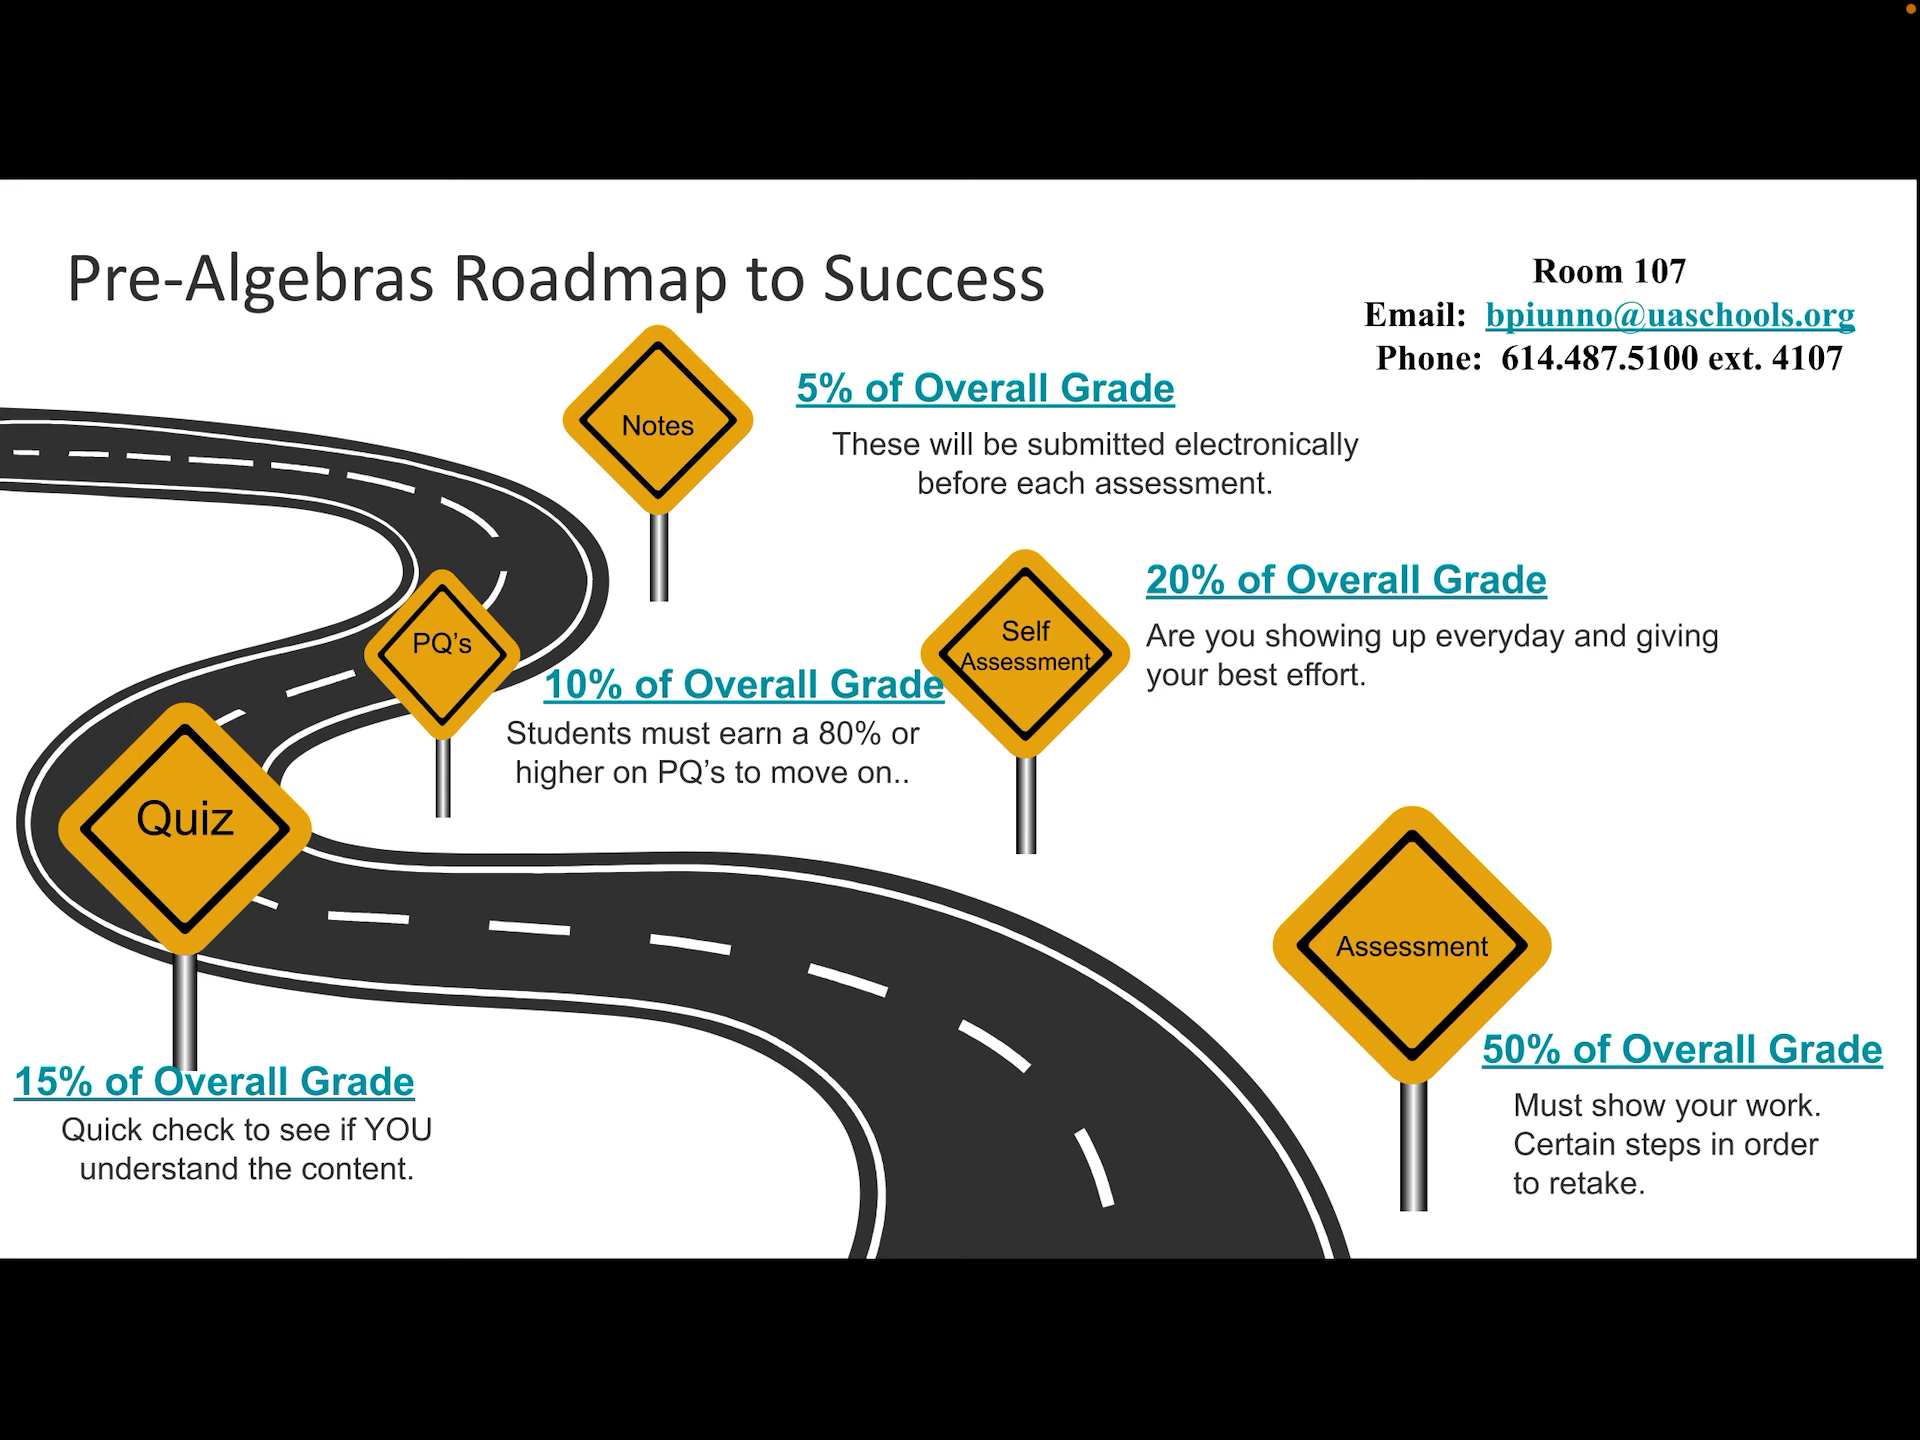 Pre-Algebras Roadmap to Success
Room 107
Email:  bpiunno@uaschools.org
Phone:  614.487.5100 ext. 4107
Notes
5% of Overall Grade
These will be submitted electronically
before each assessment.
Self
Assessment
20% of Overall Grade
Are you showing up everyday and giving
your best effort.
PQ's
10% of Overall Grade
Students must earn a 80% or
higher on PQ's to move on..
Quiz
15% of Overall Grade
Quick check to see if YOU
understand the content.
Assessment
50% of Overall Grade
Must show your work.
Certain steps in order
to retake.